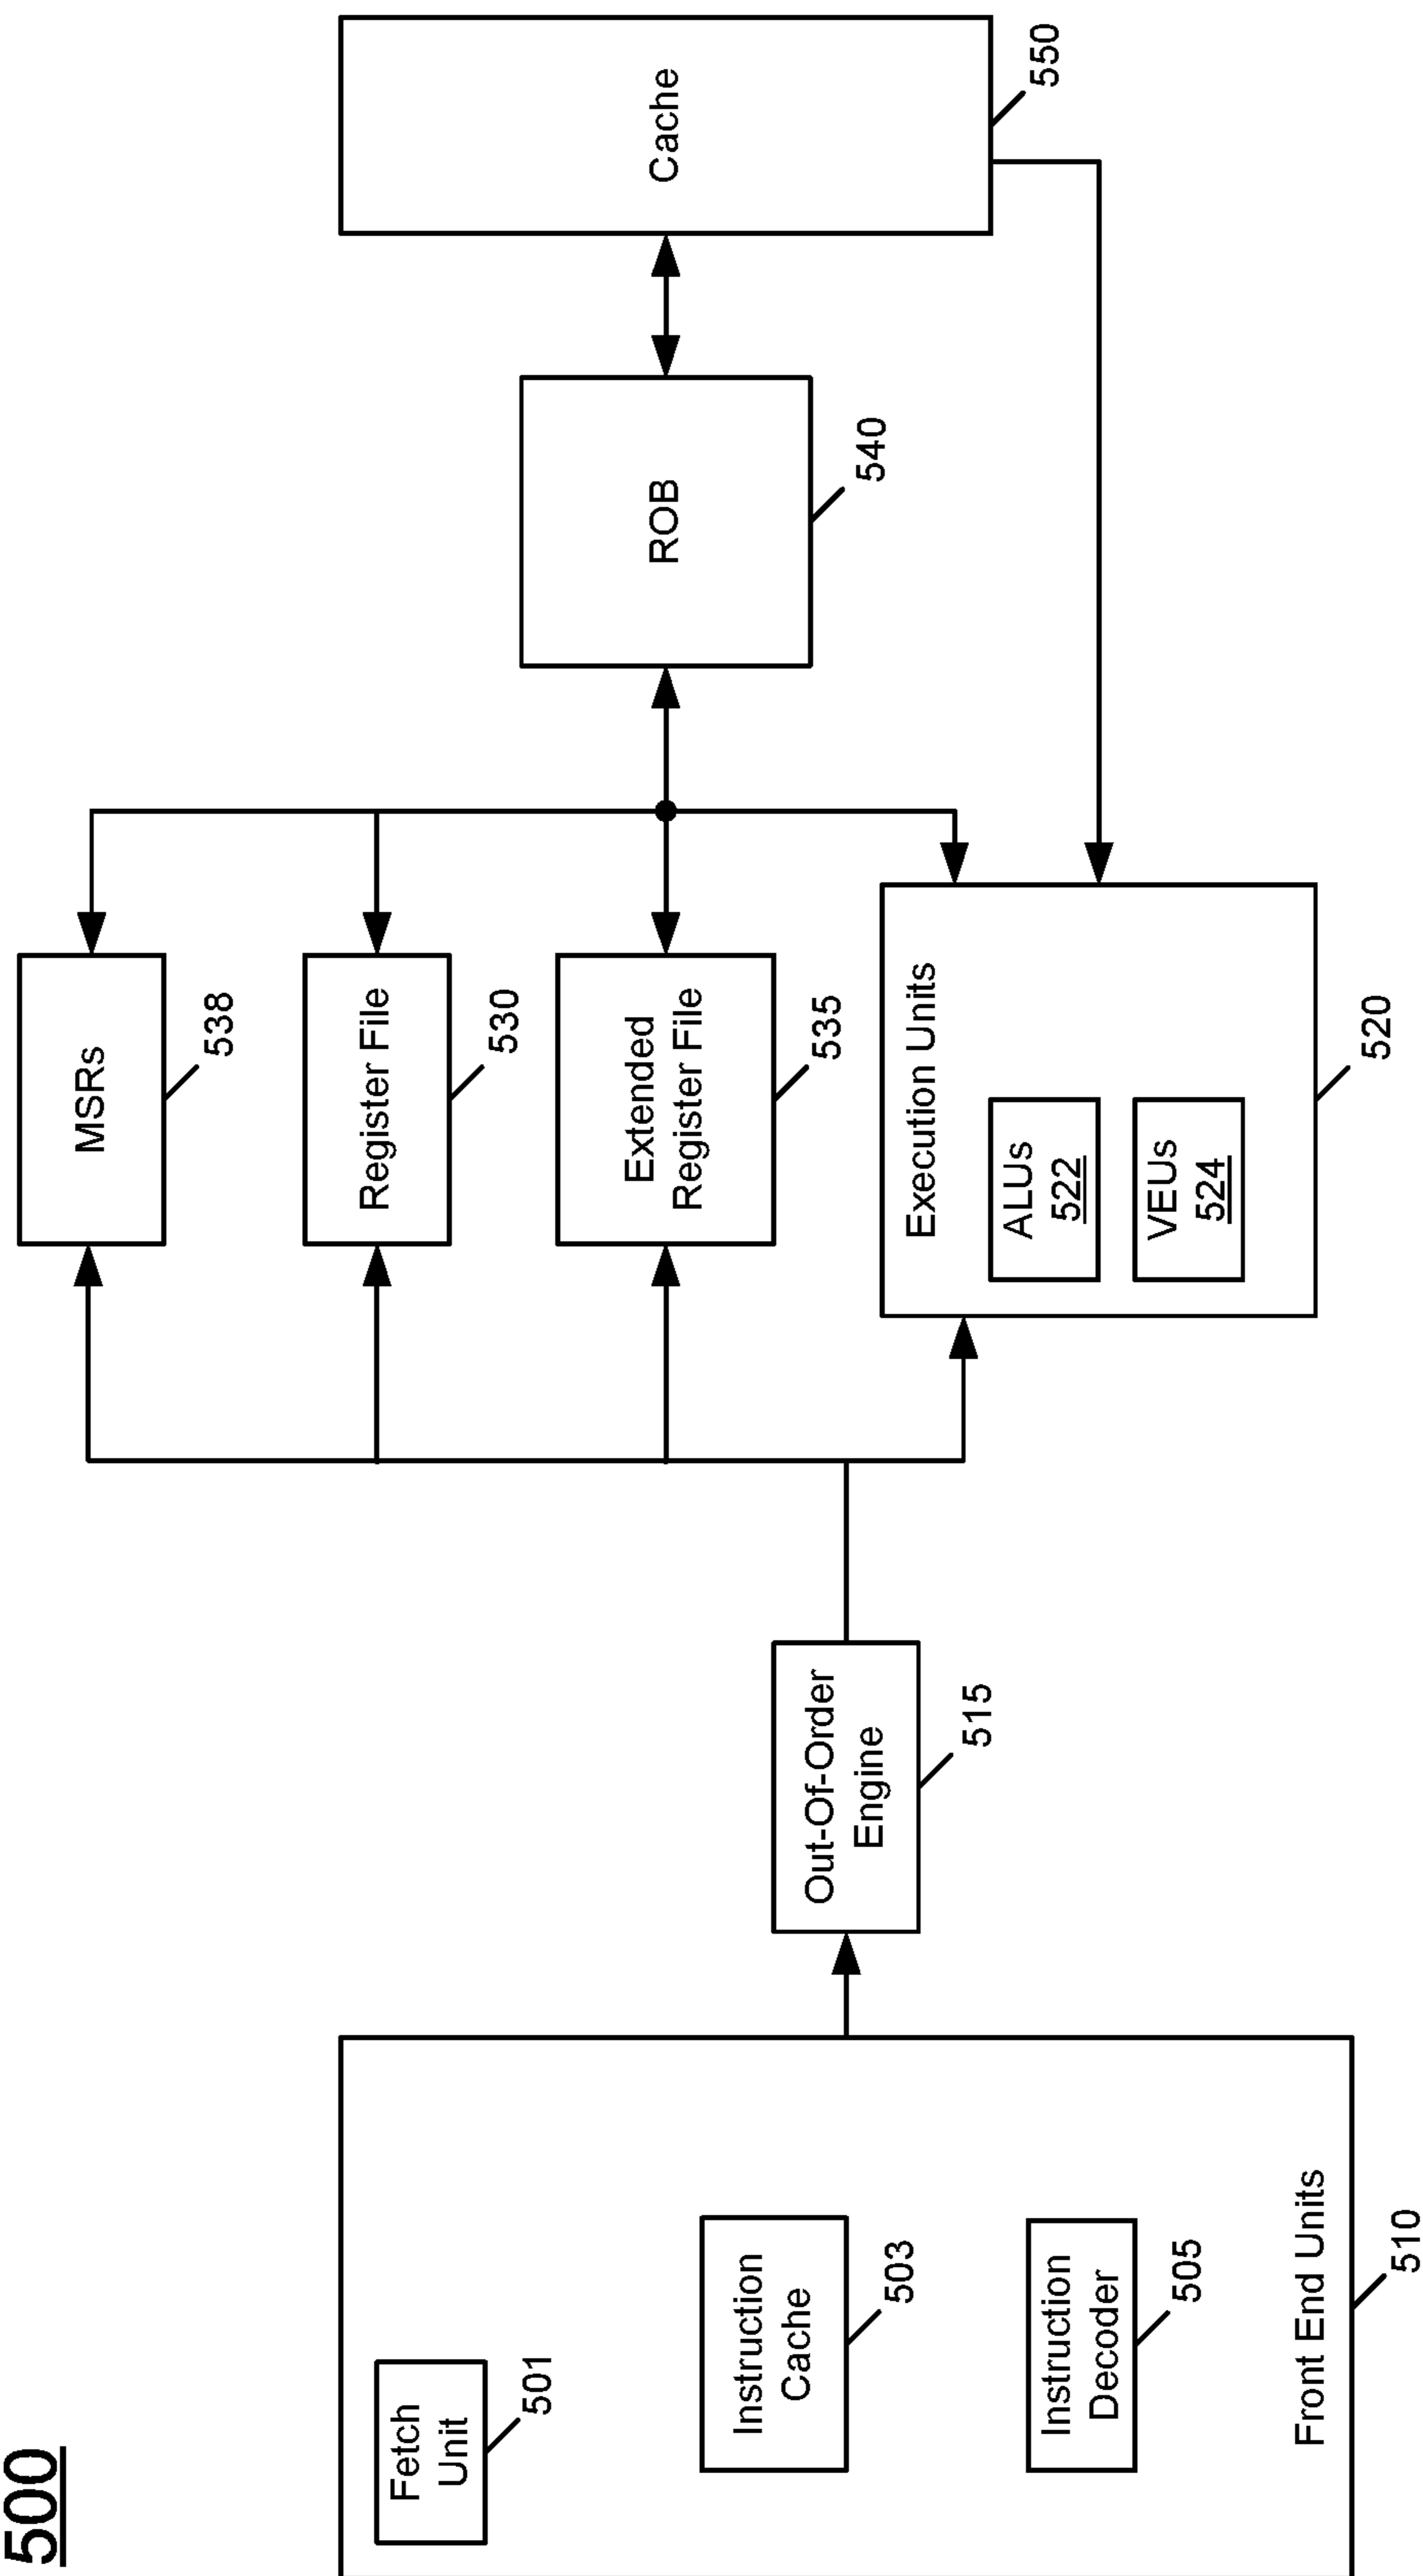 500
Fetch
Unit
501
Instruction
Cache
503
Instruction
Decoder
505
Front End Units
510
Out-Of-Order
Engine
515
MSRs
538
Register File
530
Extended
Register File
535
Execution Units
ALUs
522
VEUs
524
520
ROB
540
Cache
550